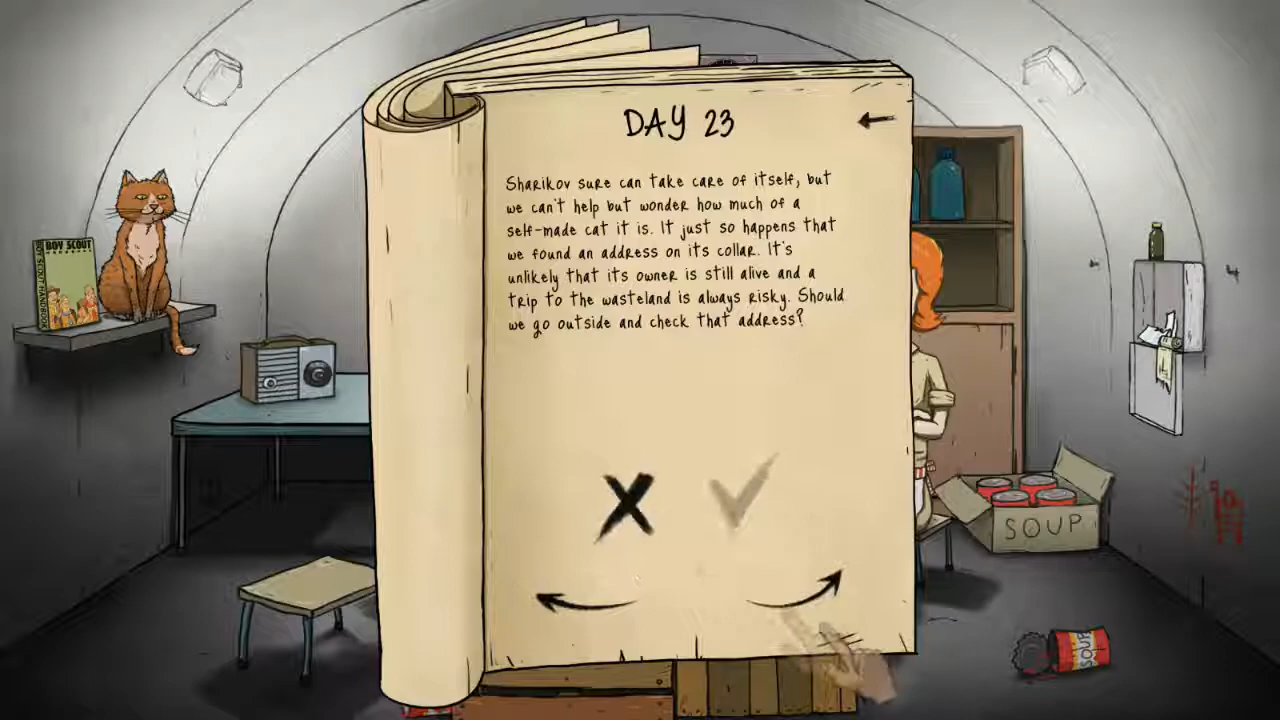 DAY 23
Sharikov sure can take care of itself, but
we can't help but wonder how much of a
self-made cat it is. It just so happens that
we found an address on its collar. It's
unlikely that its owner is still alive and a
trip to the wasteland is always risky. Should
we go outside and check that address?
BOY SCOUT
BOY SCOUT HANDBOOK
SOUP
SOUP